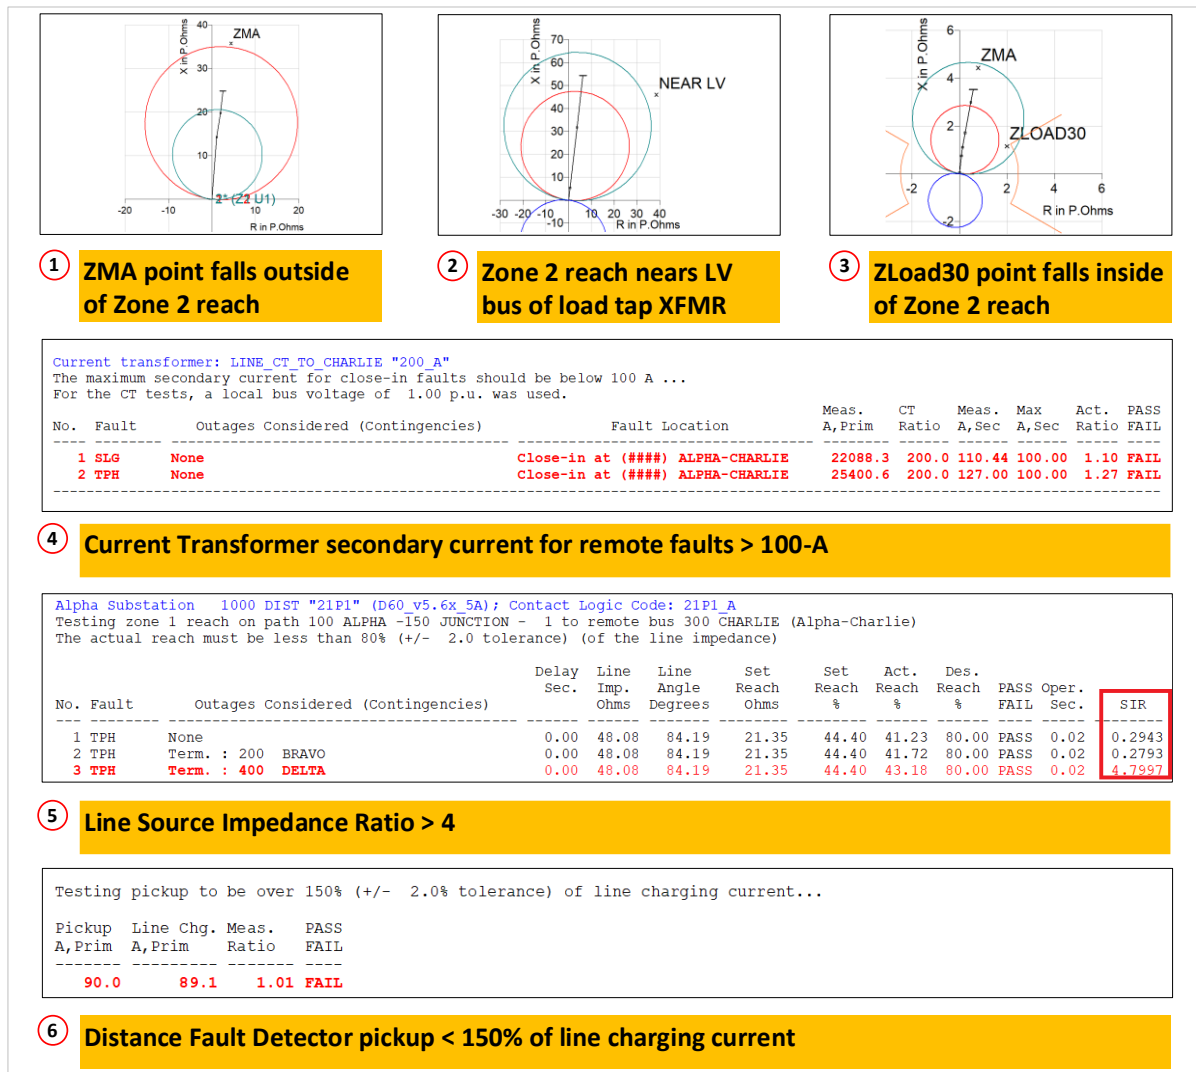 40
ZMA
X in P.Ohms
30
20
10
2* (Z2 U1)
-20 -10 10 20
R in P.Ohms
70
X in P.Ohms
60
NEAR LV
50
40
30
20
10
-30 -20 -10 10 20 30 40
-10
R in P.Ohms
6
X in P.Ohms
ZMA
4
2
ZLOAD30
-2 2 4 6
R in P.Ohms
-2
1 ZMA point falls outside
of Zone 2 reach
2 Zone 2 reach nears LV
bus of load tap XFMR
3 ZLoad30 point falls inside
of Zone 2 reach
Current transformer: LINE_CT_TO_CHARLIE "200_A"
The maximum secondary current for close-in faults should be below 100 A ...
For the CT tests, a local bus voltage of 1.00 p.u. was used.
Meas. CT Meas. Max Act. PASS
No. Fault Outages Considered (Contingencies) Fault Location A,Prim Ratio A,Sec A,Sec Ratio FAIL
1 SLG None Close-in at (####) ALPHA-CHARLIE 22088.3 200.0 110.44 100.00 1.10 FAIL
2 TPH None Close-in at (####) ALPHA-CHARLIE 25400.6 200.0 127.00 100.00 1.27 FAIL
4 Current Transformer secondary current for remote faults > 100-A
Alpha Substation 1000 DIST "21P1" (D60_v5.6x_5A); Contact Logic Code: 21P1_A
Testing zone 1 reach on path 100 ALPHA -150 JUNCTION - 1 to remote bus 300 CHARLIE (Alpha-Charlie)
The actual reach must be less than 80% (+/- 2.0 tolerance) (of the line impedance)
Delay Line Line Set Set Act. Des.
Sec. Imp. Angle Reach Reach Reach Reach PASS Oper.
No. Fault Outages Considered (Contingencies) Ohms Degrees Ohms % % % FAIL Sec. SIR
1 TPH None 0.00 48.08 84.19 21.35 44.40 41.23 80.00 PASS 0.02 0.2943
2 TPH Term. : 200 BRAVO 0.00 48.08 84.19 21.35 44.40 41.72 80.00 PASS 0.02 0.2793
3 TPH Term. : 400 DELTA 0.00 48.08 84.19 21.35 44.40 43.18 80.00 PASS 0.02 4.7997
5 Line Source Impedance Ratio > 4
Testing pickup to be over 150% (+/- 2.0% tolerance) of line charging current...
Pickup Line Chg. Meas. PASS
A,Prim A,Prim Ratio FAIL
90.0 89.1 1.01 FAIL
6 Distance Fault Detector pickup < 150% of line charging current